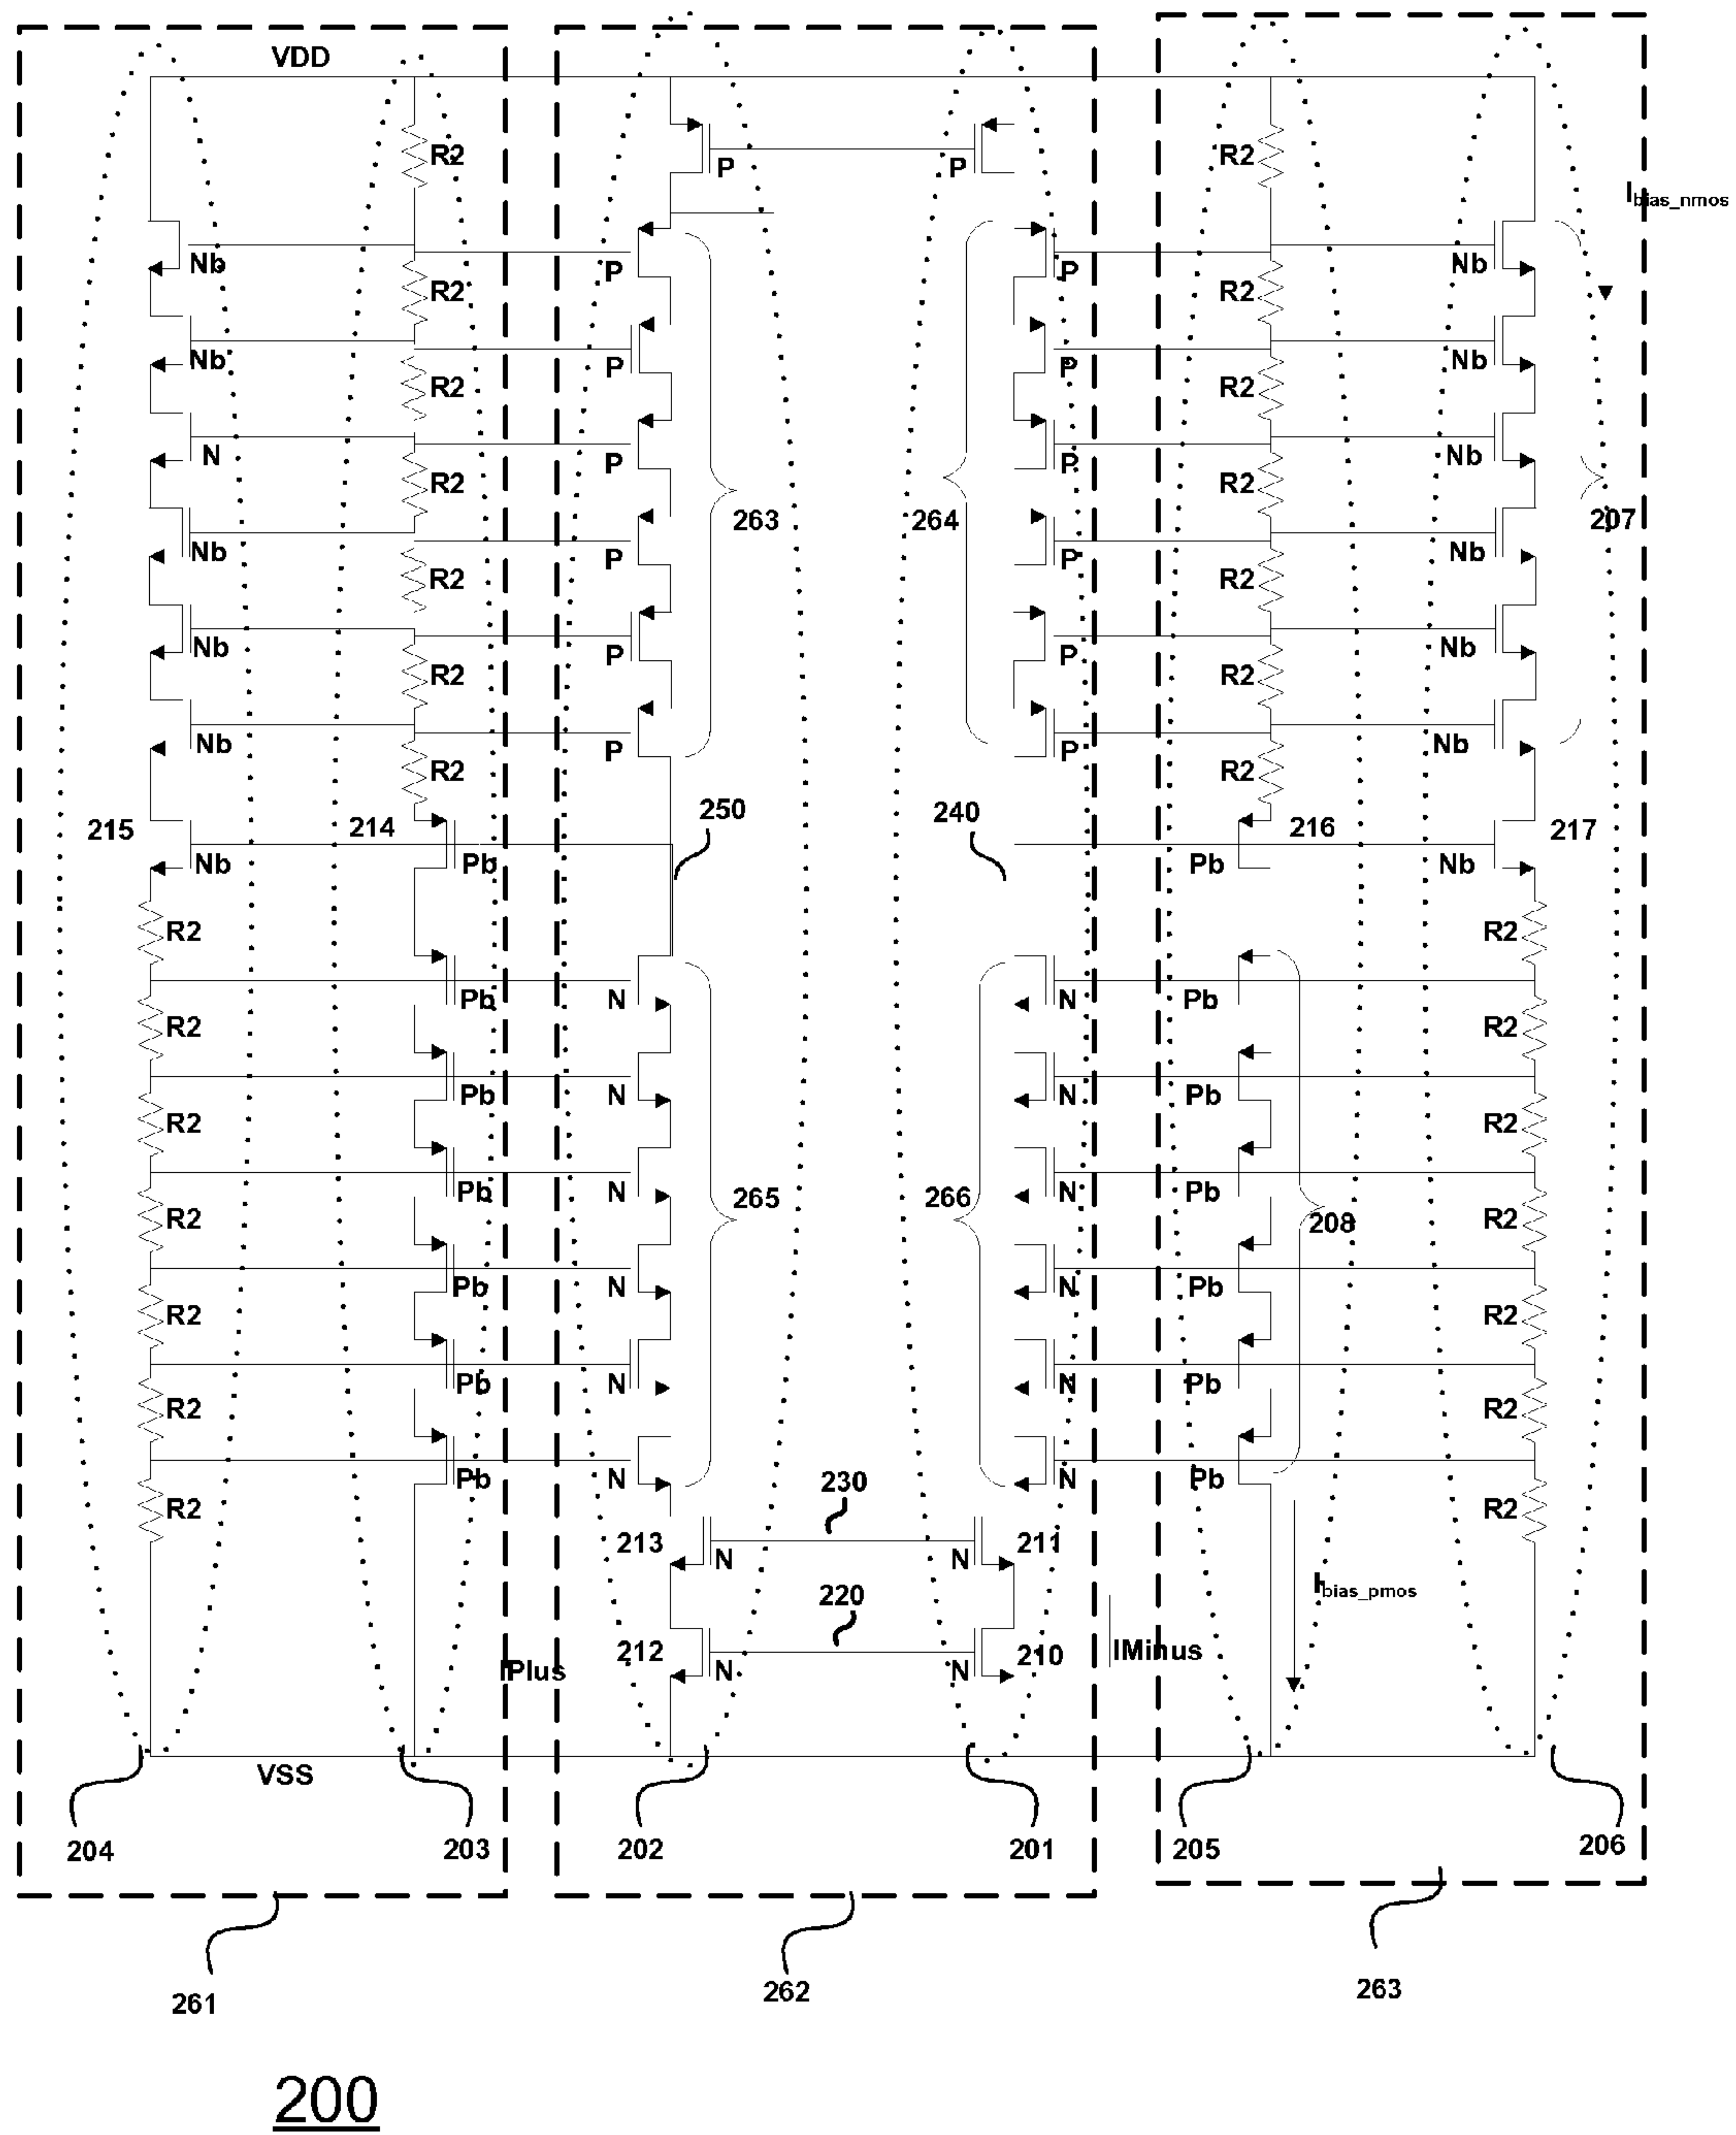 VDD
R2 P P R2
I bias_nmos
Nb P P Nb
R2 R2
Nb P P Nb
R2 R2
N P P Nb
R2 263 264 R2 207
Nb P P Nb
R2 R2
Nb P P Nb
R2 R2
Nb P P Nb
R2 R2
250 240
215 214 216 217
Nb Pb Pb Nb
R2 R2
Pb N N Pb
R2 R2
Pb N N Pb
R2 R2
Pb N 265 266 N Pb
R2 208 R2
Pb N N Pb
R2 R2
Pb N N Pb
R2 R2
Pb N N Pb
R2 230 R2
213 N N 211
220 I bias_pmos
212 N N 210 IMinus
IPlus
VSS
204 203 202 201 205 206
261 262 263
200